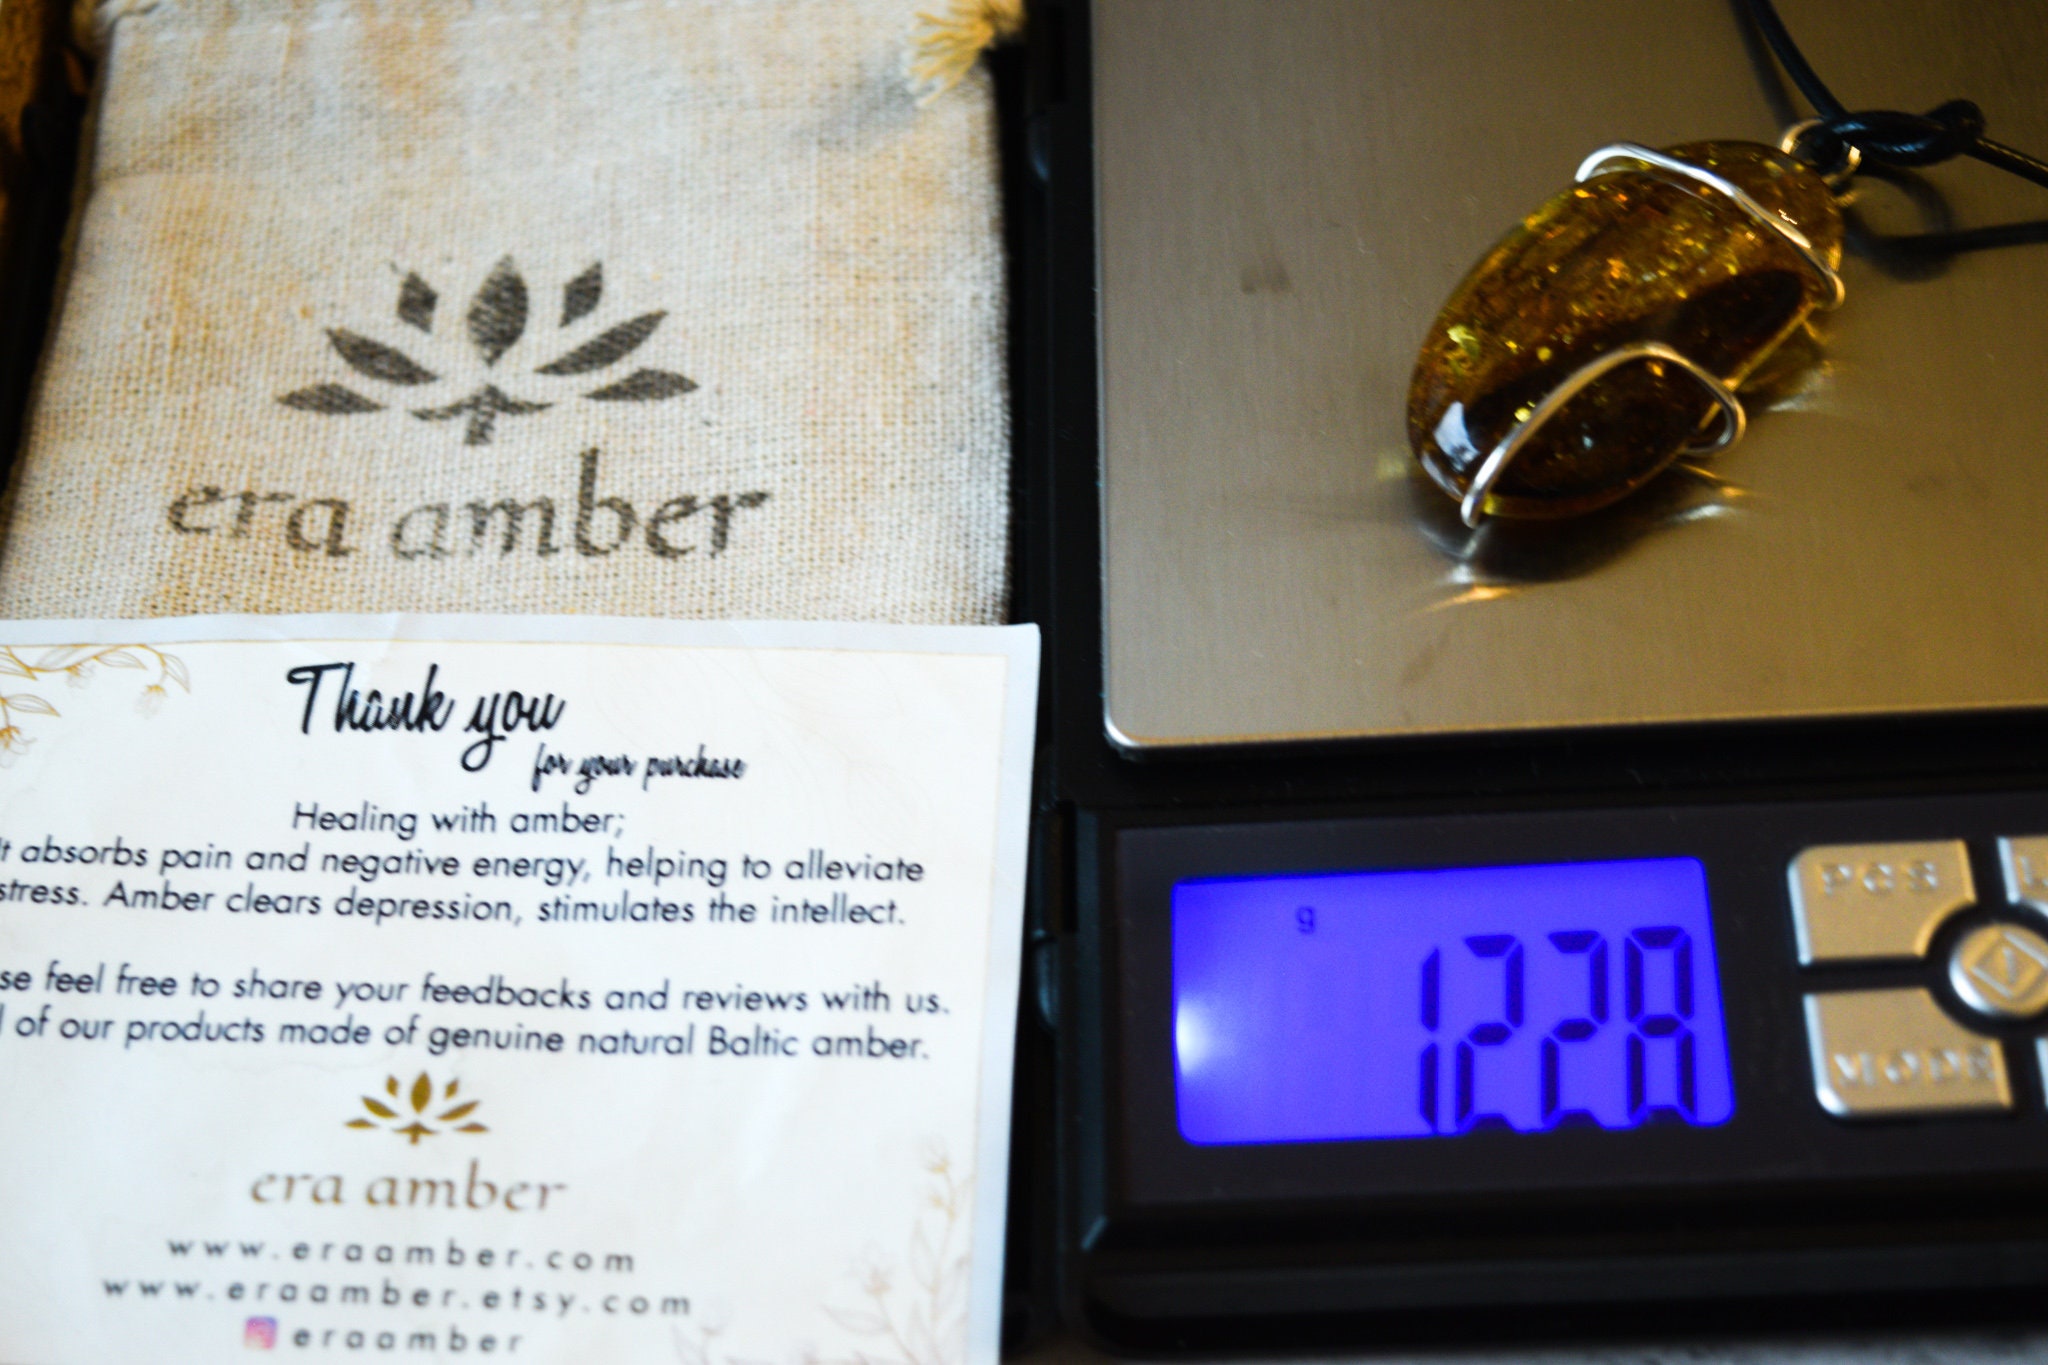 era amber
Thank you
for your purchase
Healing with amber;
It absorbs pain and negative energy, helping to alleviate
stress. Amber clears depression, stimulates the intellect.
se feel free to share your feedbacks and reviews with us.
l of our products made of genuine natural Baltic amber.
era amber
www.eraamber.com
www.eraamber.etsy.com
eraamber
g
1228
PCS
MODE